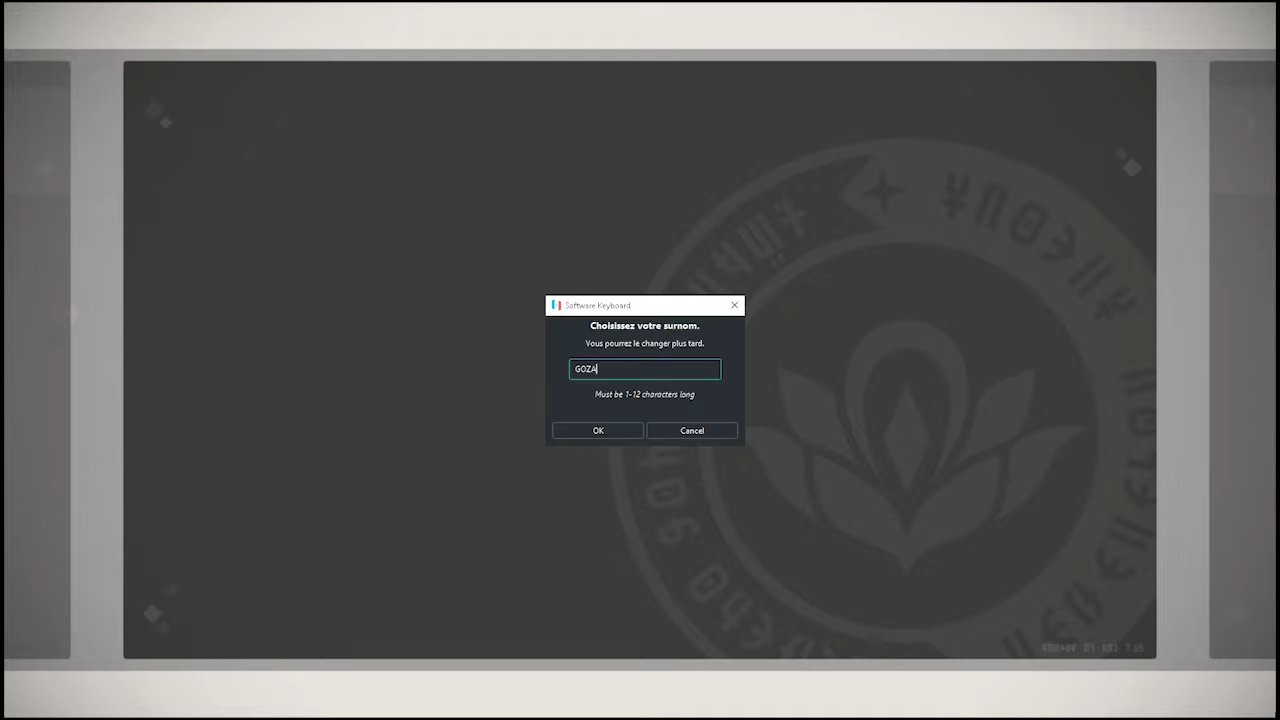 Software Keyboard
Choisissez votre surnom.
Vous pourrez le changer plus tard.
GOZA
Must be 1-12 characters long
OK
Cancel